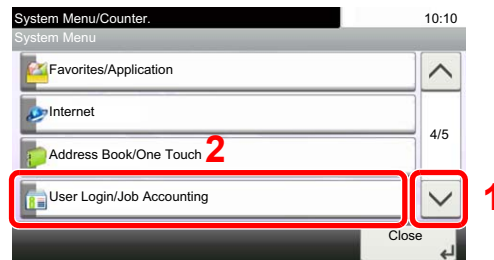 System Menu/Counter. 10:10
System Menu
Favorites/Application
Internet
4/5
Address Book/One Touch 2
User Login/Job Accounting
1
Close